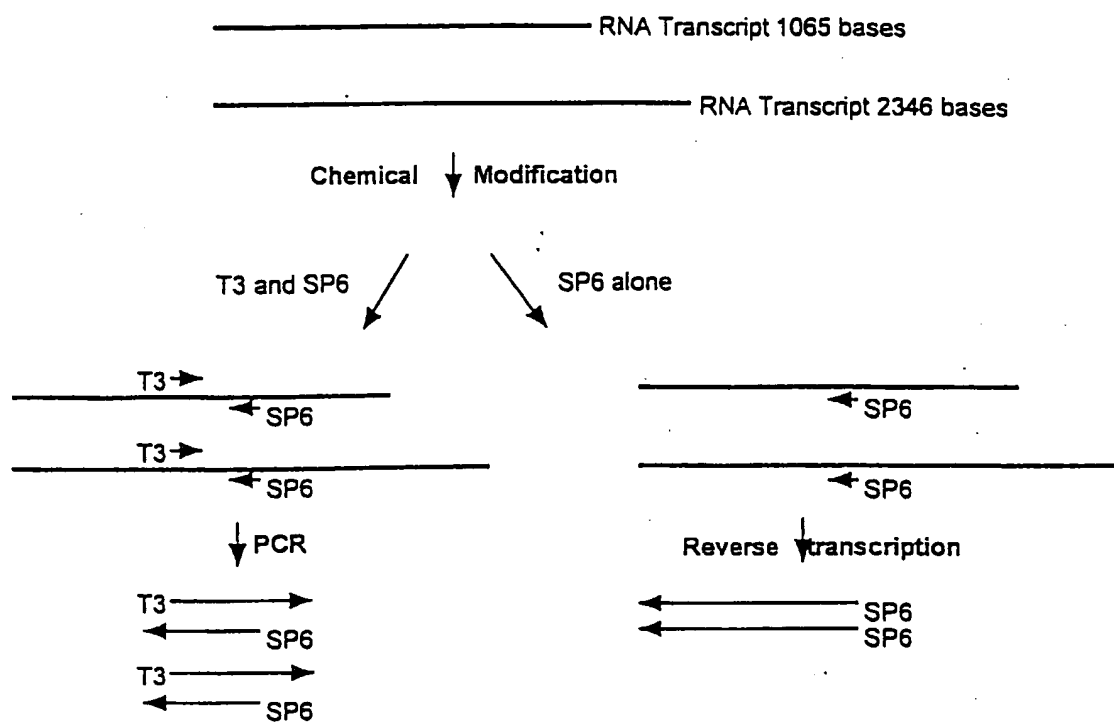 RNA Transcript 1065 bases
RNA Transcript 2346 bases
Chemical Modification
T3 and SP6
SP6 alone
T3
SP6
T3
SP6
SP6
SP6
PCR
Reverse transcription
T3
SP6
T3
SP6
SP6
SP6